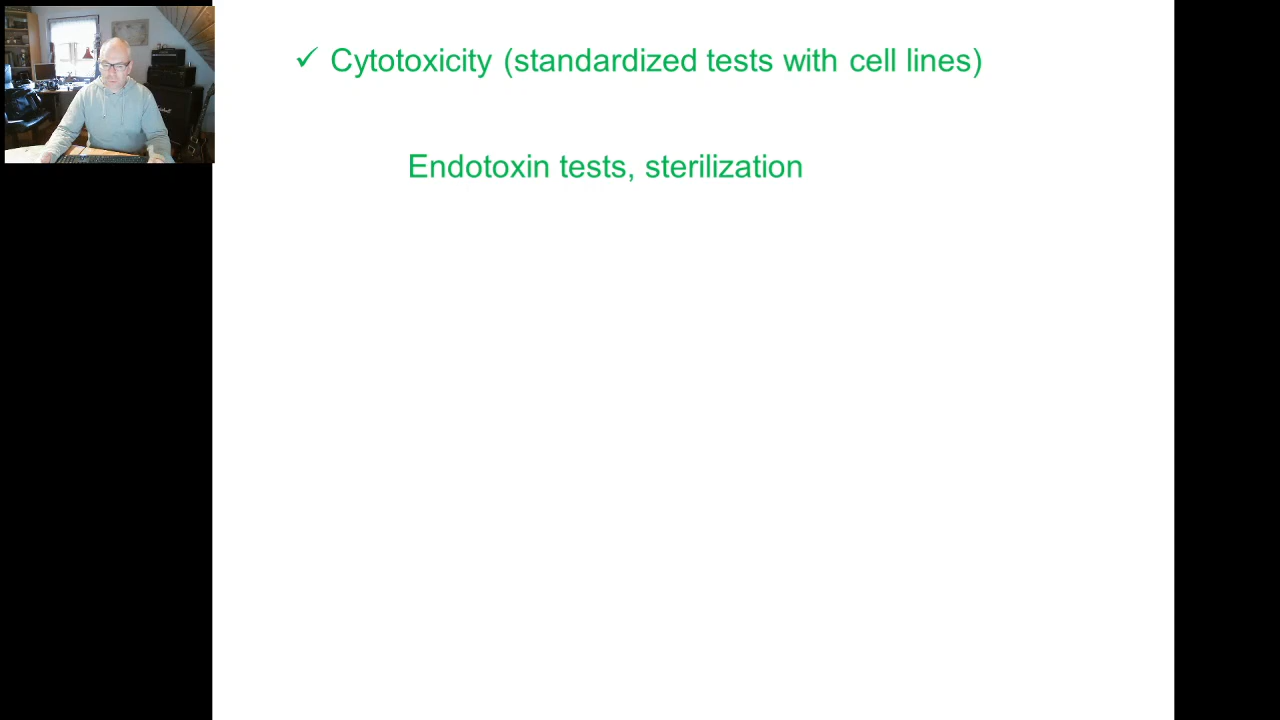 ✓ Cytotoxicity (standardized tests with cell lines)
Endotoxin tests, sterilization